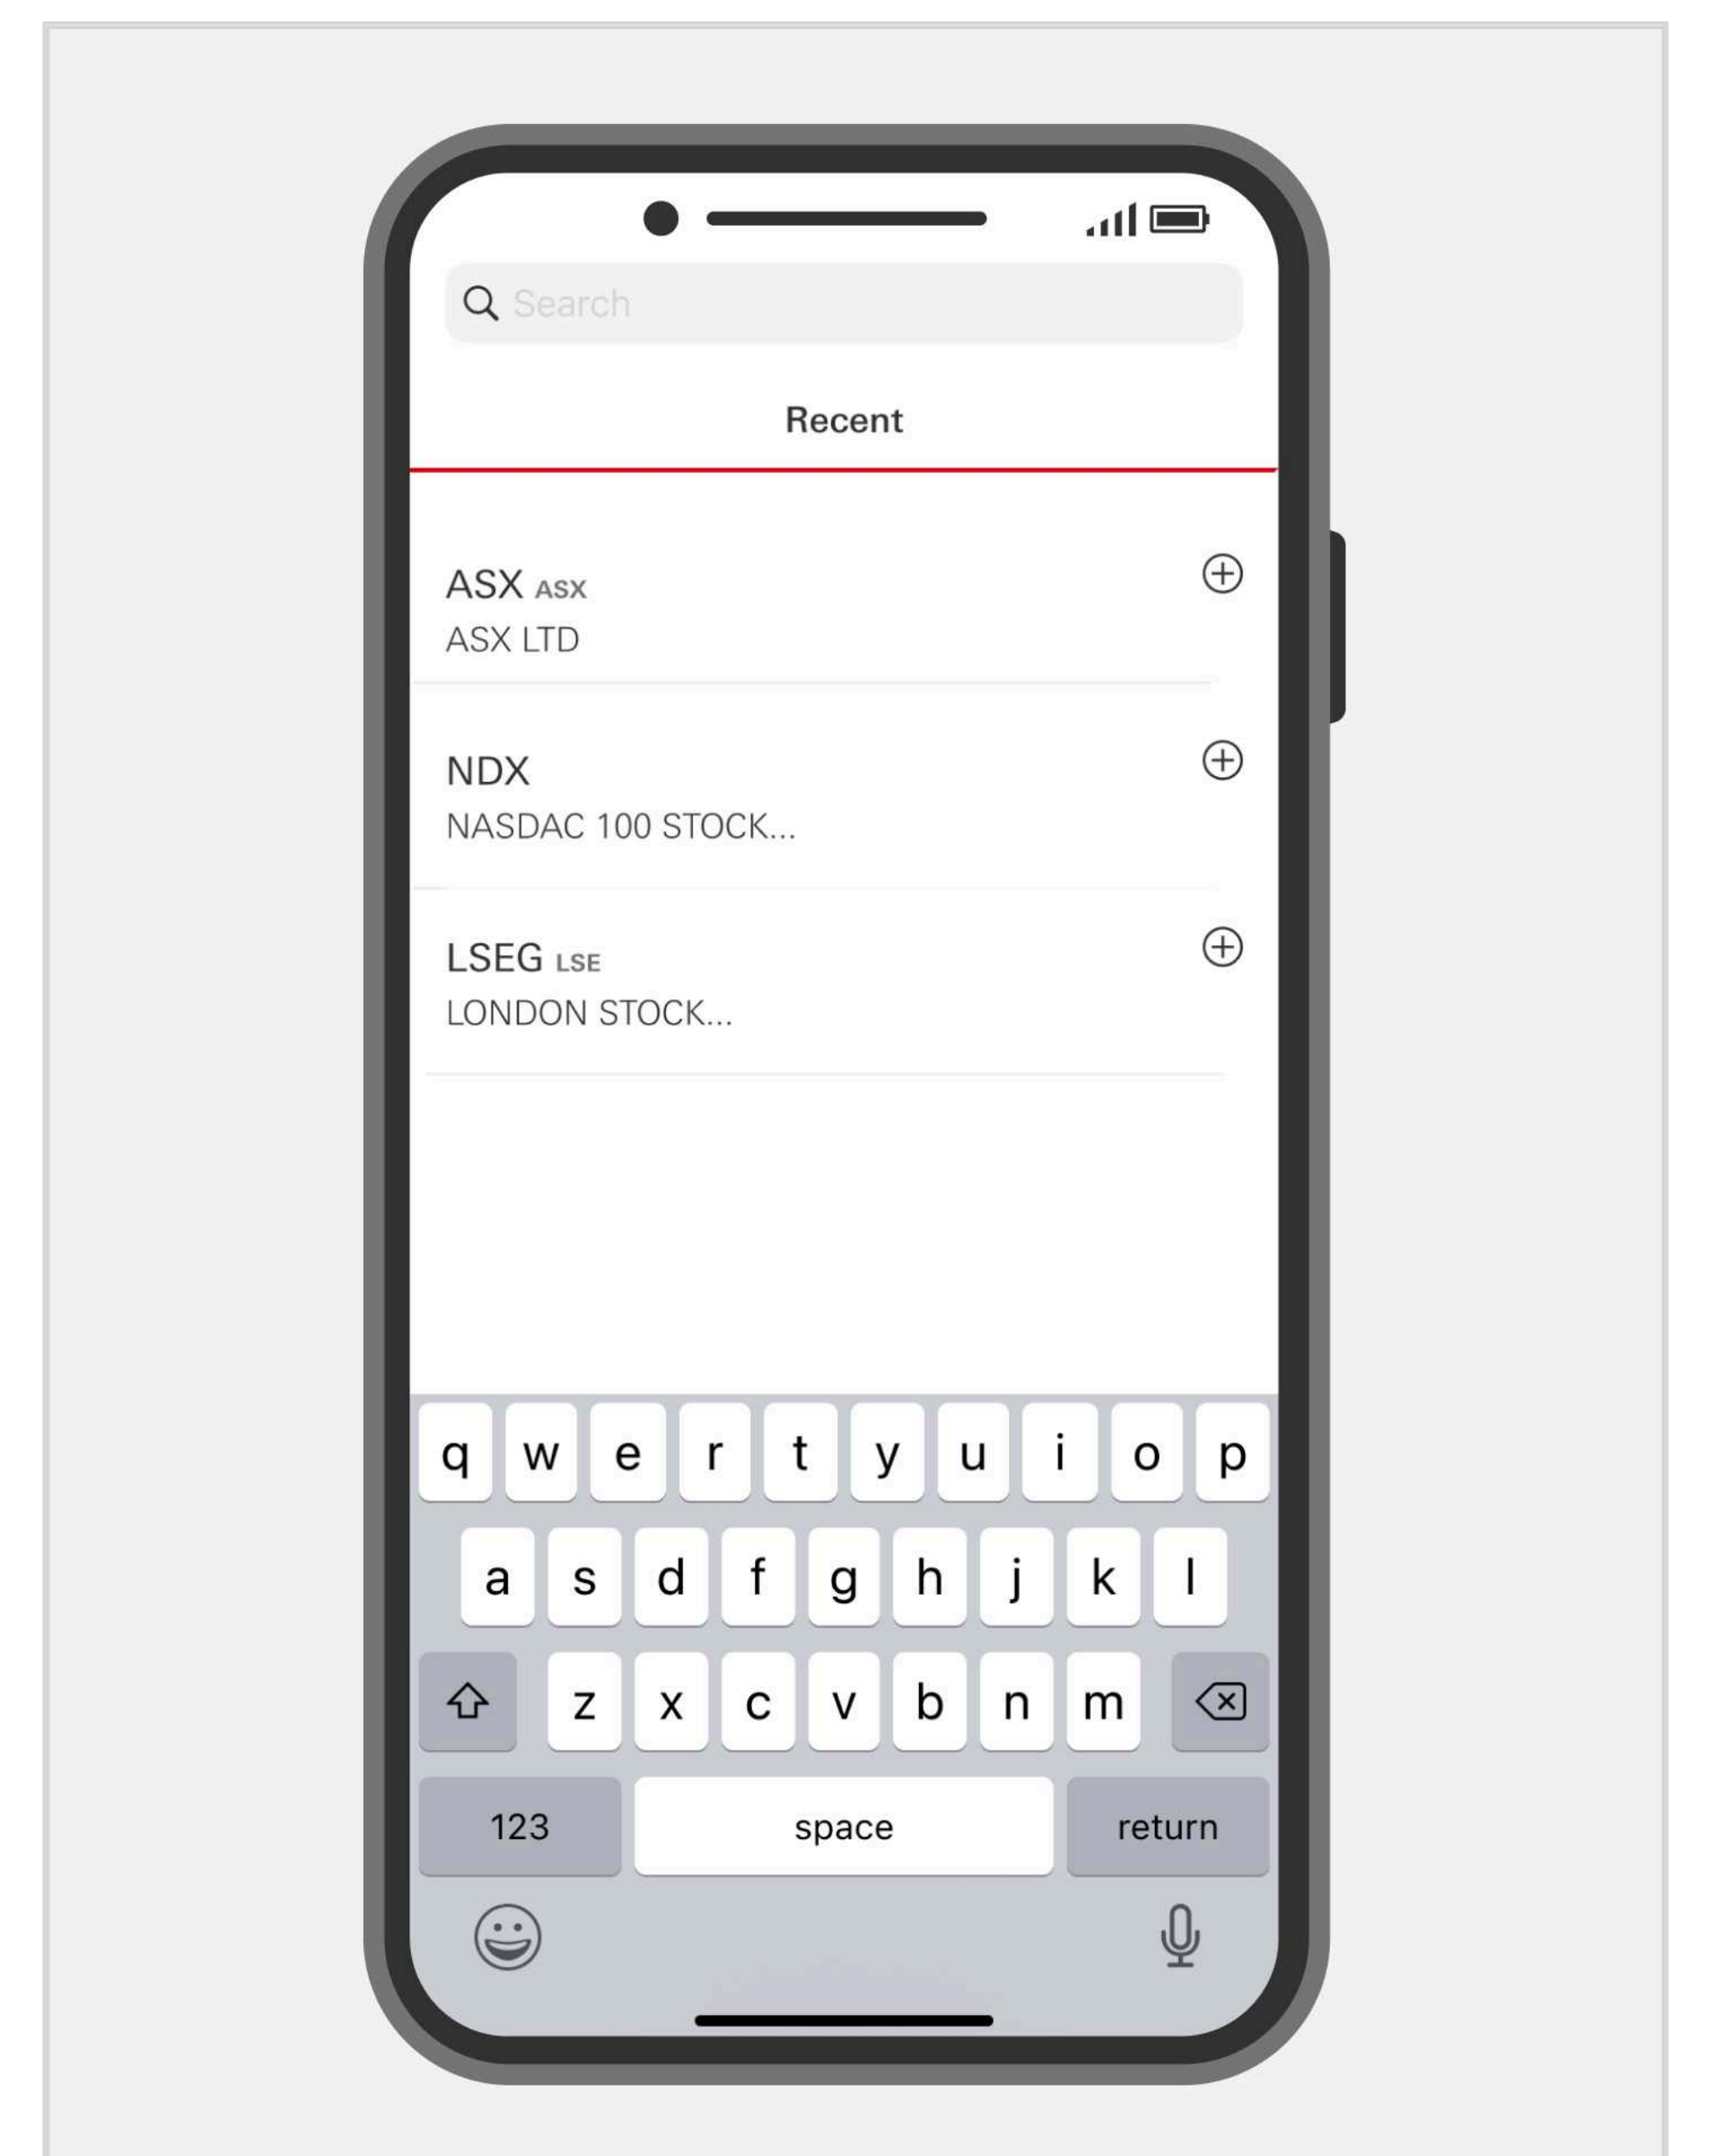 Search
Recent
ASX ASX
ASX LTD
NDX
NASDAC 100 STOCK...
LSEG LSE
LONDON STOCK...
q w e r t y u i o p
a s d f g h j k l
z x c v b n m
123 space return